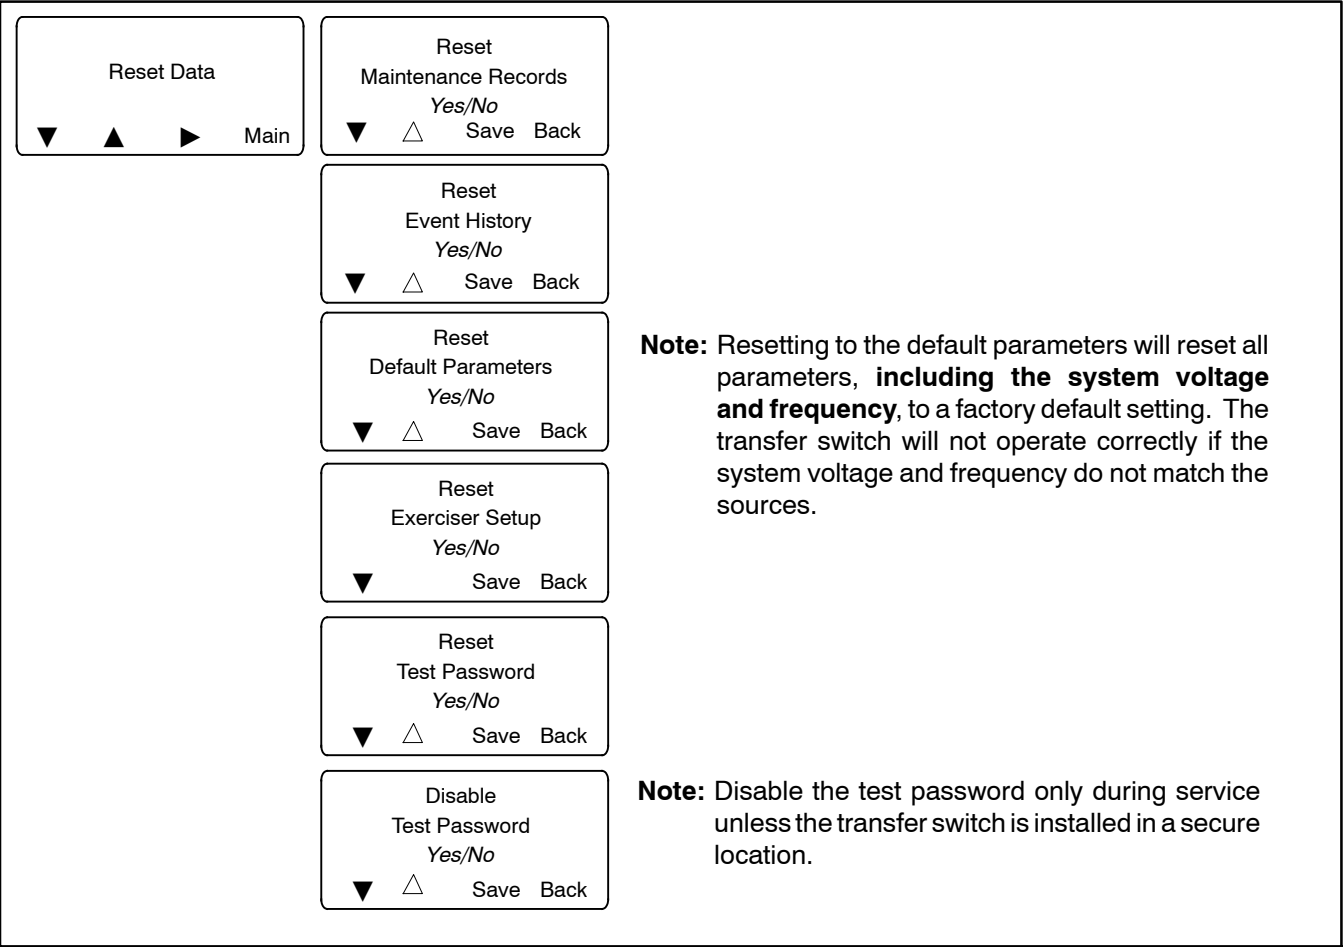 Reset Data
▼ ▲ ► Main
Reset
Maintenance Records
Yes/No
▼ △ Save Back
Reset
Event History
Yes/No
▼ △ Save Back
Reset
Default Parameters
Yes/No
▼ △ Save Back
Note: Resetting to the default parameters will reset all
parameters, including the system voltage
and frequency, to a factory default setting. The
transfer switch will not operate correctly if the
system voltage and frequency do not match the
sources.
Reset
Exerciser Setup
Yes/No
▼ Save Back
Reset
Test Password
Yes/No
▼ △ Save Back
Disable
Test Password
Yes/No
▼ △ Save Back
Note: Disable the test password only during service
unless the transfer switch is installed in a secure
location.